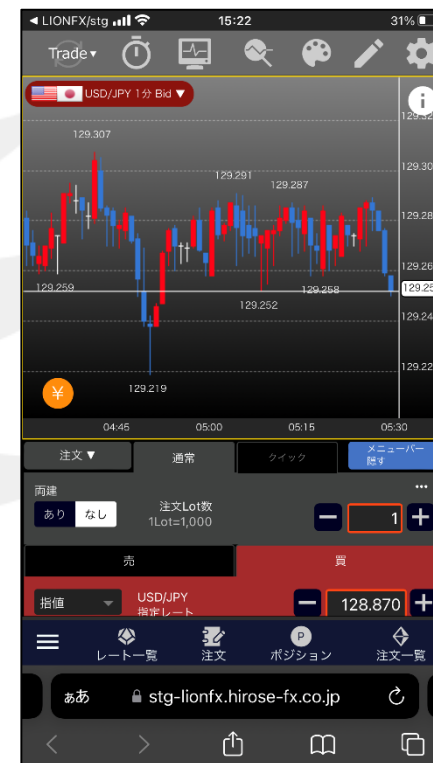 ◀ LIONFX/stg 15:22 31%
Trade▼
USD/JPY 1分 Bid ▼
i
129.307
129.30
129.291
129.287
129.28
129.26
129.259
129.258
129.25
129.252
129.24
129.22
129.219
¥
04:45 05:00 05:15 05:30
注文▼ 通常 クイック メニューバー
隠す
両建
あり なし
注文Lot数
1Lot=1,000
1
売 買
指値 USD/JPY
指定レート
128.870
レート一覧 注文 ポジション 注文一覧
ぁあ stg-lionfx.hirose-fx.co.jp